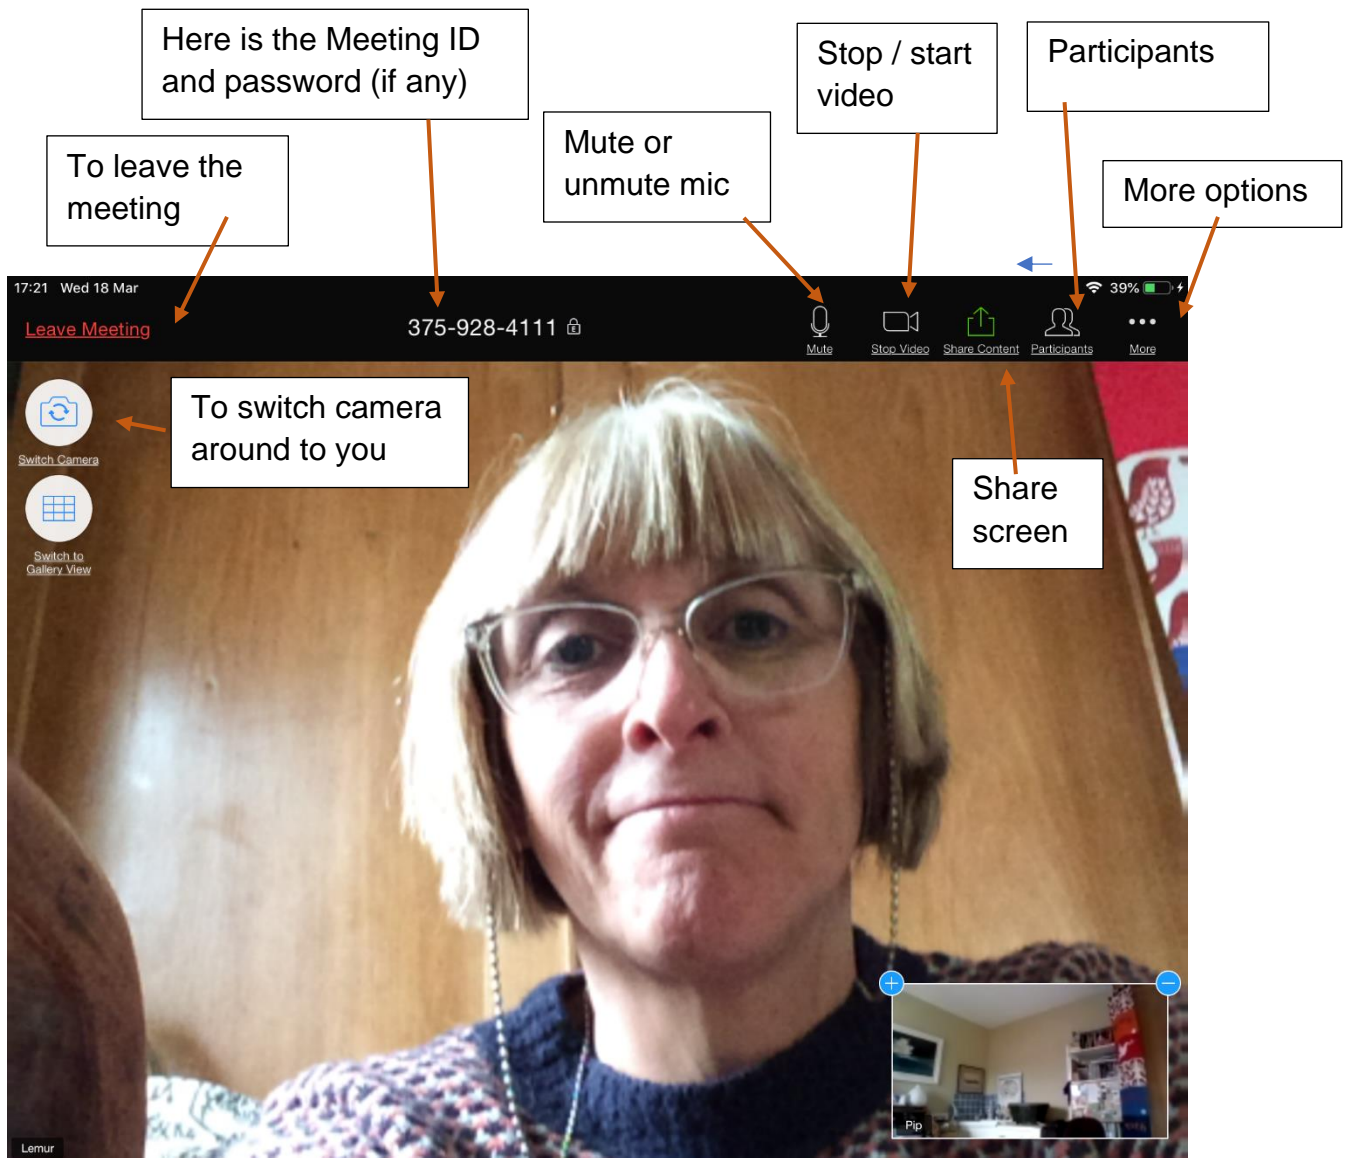 Here is the Meeting ID
and password (if any)
Stop / start
video
Participants
Mute or
unmute mic
To leave the
meeting
More options
17:21 Wed 18 Mar
39%
Leave Meeting
375-928-4111
Mute
Stop Video
Share Content
Participants
More
To switch camera
around to you
Switch Camera
Share
screen
Switch to
Gallery View
Pip
Lemur